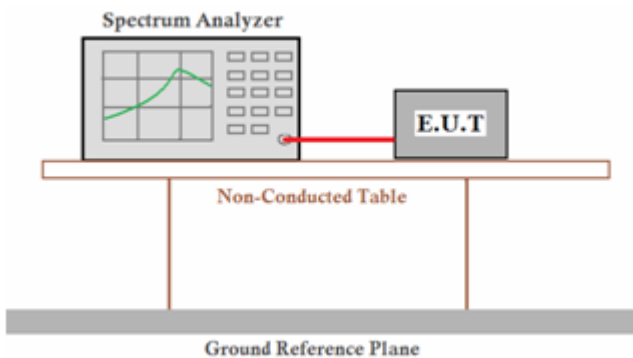 Spectrum Analyzer
E.U.T
Non-Conducted Table
Ground Reference Plane